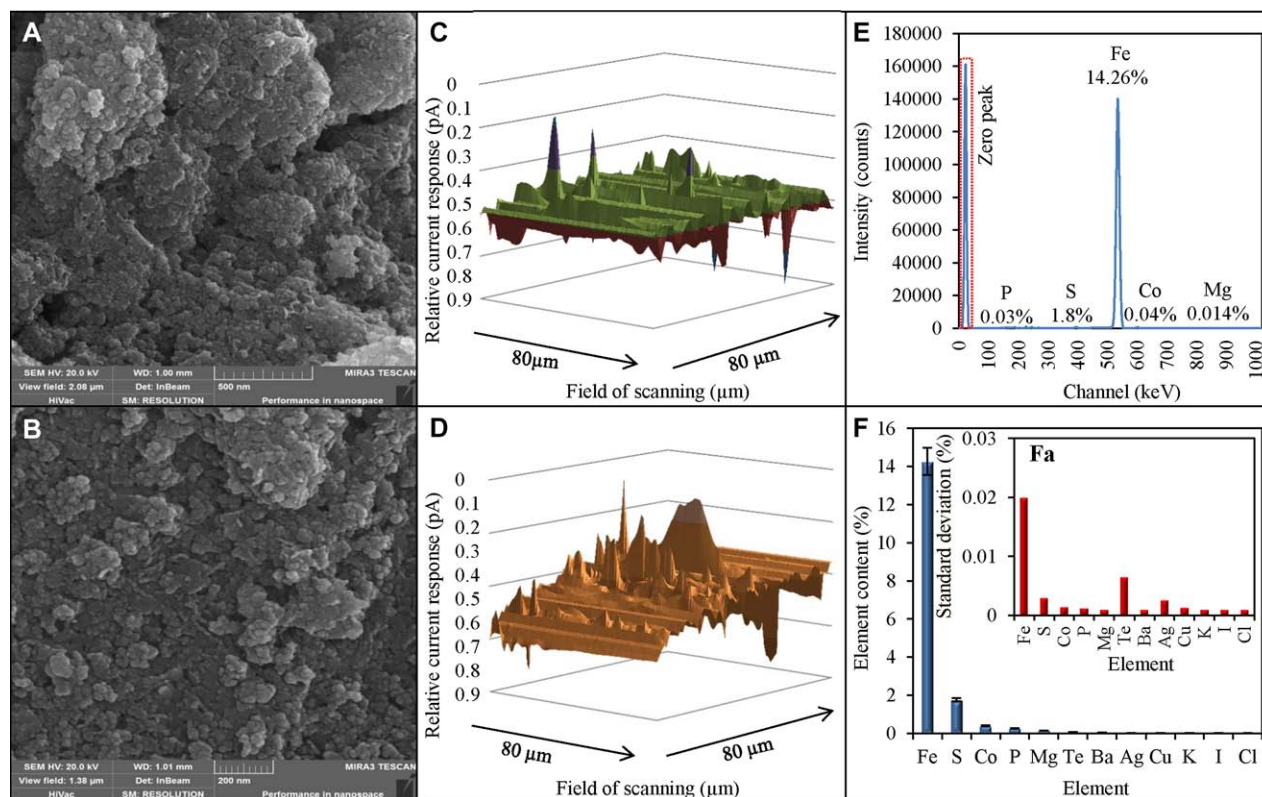 A
SEM HV: 20.0 kV WD: 1.00 mm MIRA3 TESCAN
View field: 2.08 µm Det: InBeam 500 nm
HiVac SM: RESOLUTION Performance in nanospace
B
SEM HV: 20.0 kV WD: 1.01 mm MIRA3 TESCAN
View field: 1.38 µm Det: InBeam 200 nm
HiVac SM: RESOLUTION Performance in nanospace
C
Relative current response (pA)
0
0.1
0.2
0.3
0.4
0.5
0.6
0.7
0.8
0.9
80µm
80 µm
Field of scanning (µm)
D
Relative current response (pA)
0
0.1
0.2
0.3
0.4
0.5
0.6
0.7
0.8
0.9
80 µm
80 µm
Field of scanning (µm)
E
Intensity (counts)
180000
160000
140000
120000
100000
80000
60000
40000
20000
0
Zero peak
Fe
14.26%
P S Co Mg
0.03% 1.8% 0.04% 0.014%
0 100 200 300 400 500 600 700 800 900 1000
Channel (keV)
F
Element content (%)
16
14
12
10
8
6
4
2
0
Fe S Co P Mg Te Ba Ag Cu K I Cl
Element
Fa
Standard deviation (%)
0.03
0.02
0.01
0
Fe S Co P Mg Te Ba Ag Cu K I Cl
Element